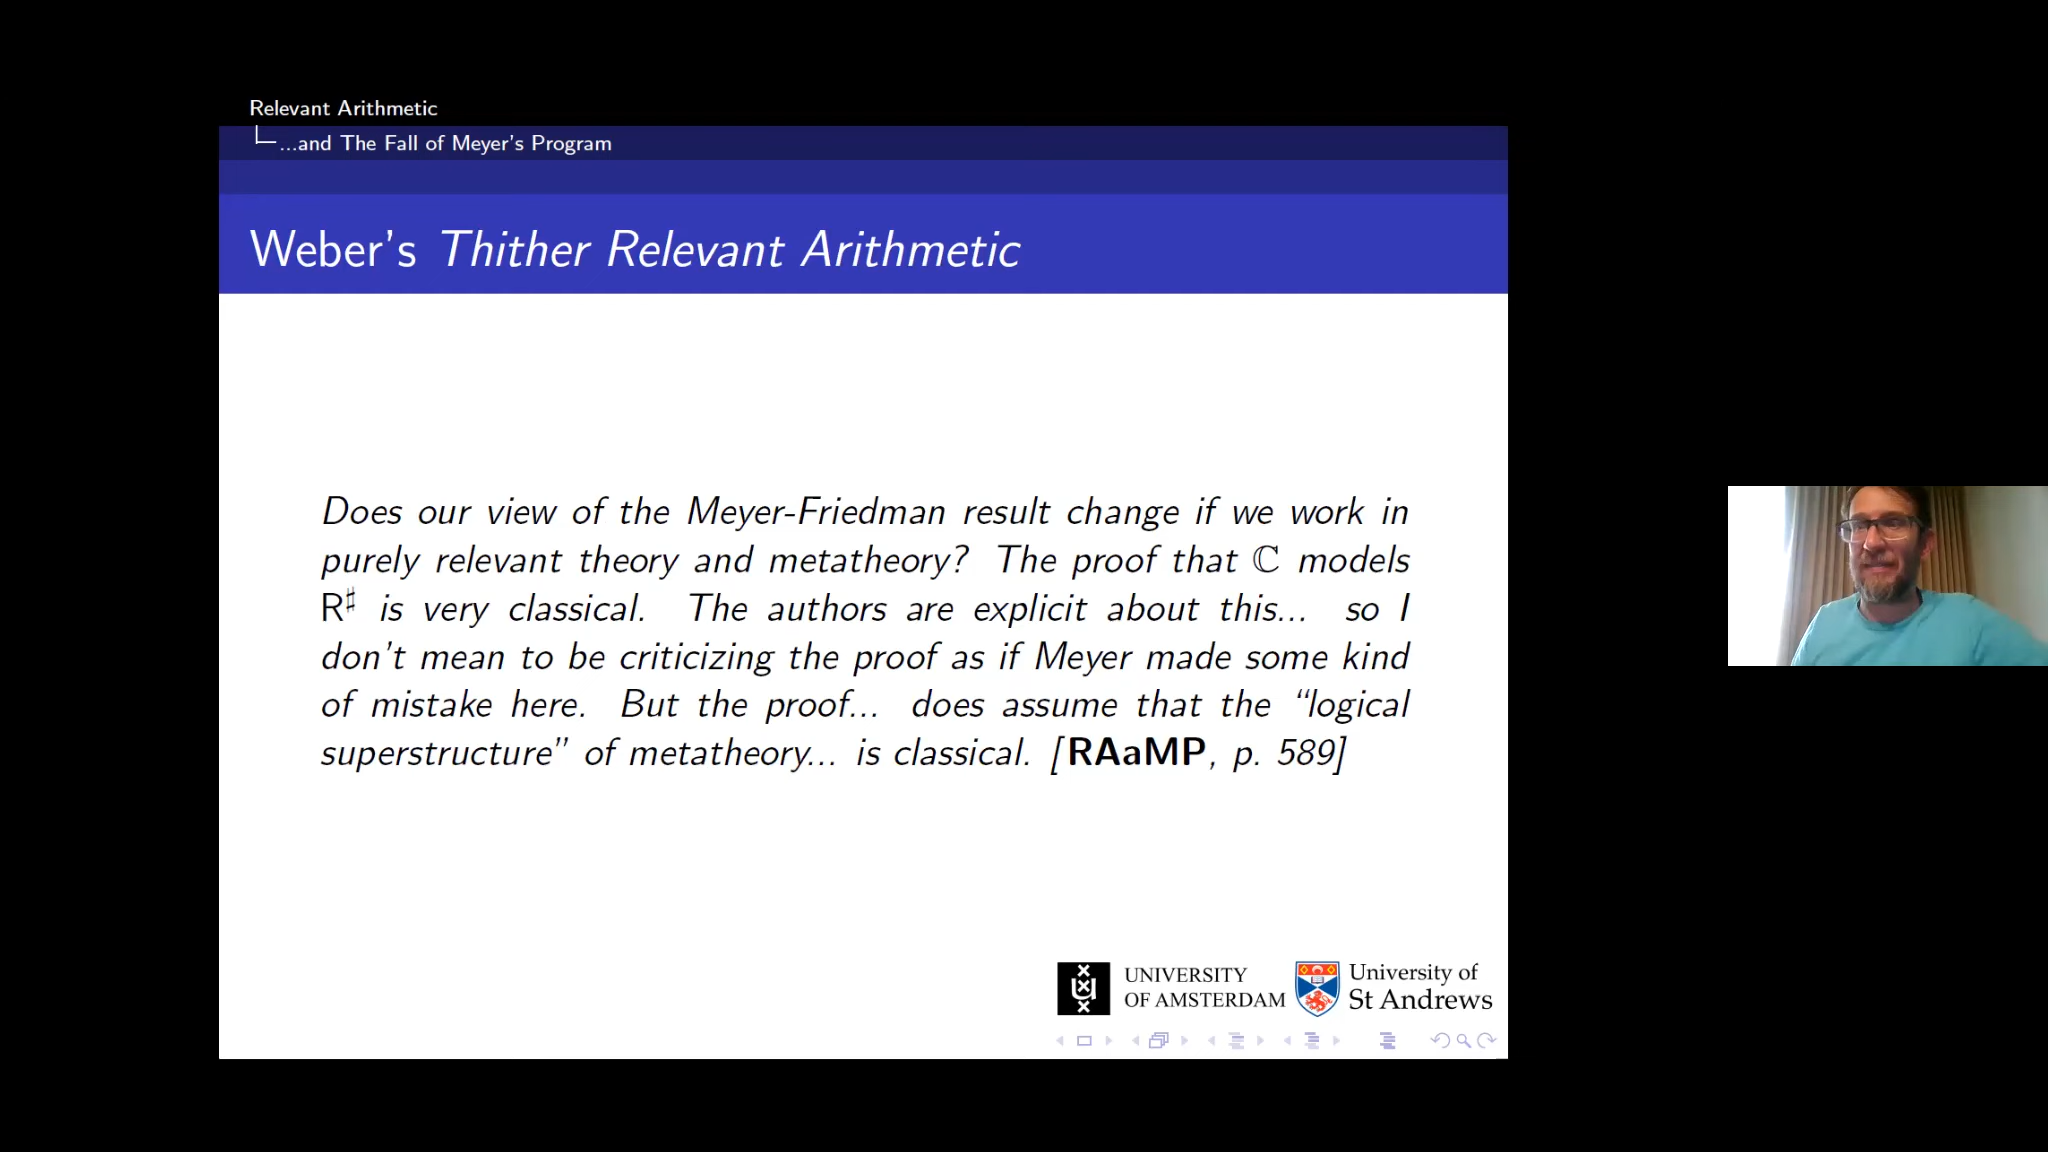 Relevant Arithmetic
...and The Fall of Meyer's Program
Weber's Thither Relevant Arithmetic
Does our view of the Meyer-Friedman result change if we work in
purely relevant theory and metatheory? The proof that ℂ models
R♯ is very classical. The authors are explicit about this... so I
don't mean to be criticizing the proof as if Meyer made some kind
of mistake here. But the proof... does assume that the “logical
superstructure” of metatheory... is classical. [RAaMP, p. 589]
UNIVERSITY
OF AMSTERDAM
University of
St Andrews